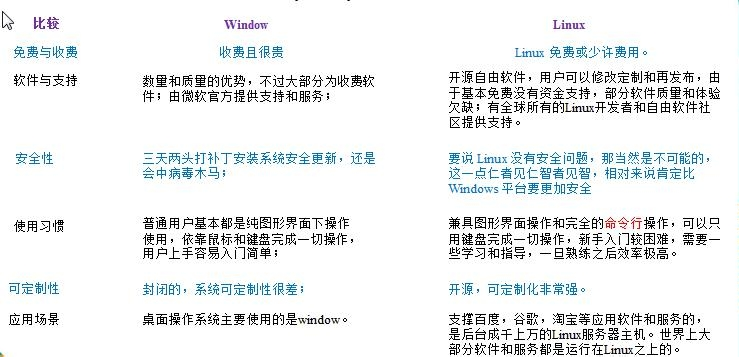 比较 Window Linux
免费与收费 收费且很贵 Linux 免费或少许费用。
软件与支持
数量和质量的优势，不过大部分为收费软
件；由微软官方提供支持和服务；
开源自由软件，用户可以修改定制和再发布，由
于基本免费没有资金支持，部分软件质量和体验
欠缺；有全球所有的Linux开发者和自由软件社
区提供支持。
安全性
三天两头打补丁安装系统安全更新，还是
会中病毒木马；
要说 Linux 没有安全问题，那当然是不可能的，
这一点仁者见仁智者见智，相对来说肯定比
Windows 平台要更加安全
使用习惯
普通用户基本都是纯图形界面下操作
使用，依靠鼠标和键盘完成一切操作，
用户上手容易入门简单；
兼具图形界面操作和完全的命令行操作，可以只
用键盘完成一切操作，新手入门较困难，需要一
些学习和指导，一旦熟练之后效率极高。
可定制性 封闭的，系统可定制性很差； 开源，可定制化非常强。
应用场景
桌面操作系统主要使用的是window。
支撑百度，谷歌，淘宝等应用软件和服务的，
是后台成千上万的Linux服务器主机。世界上大
部分软件和服务都是运行在Linux之上的。